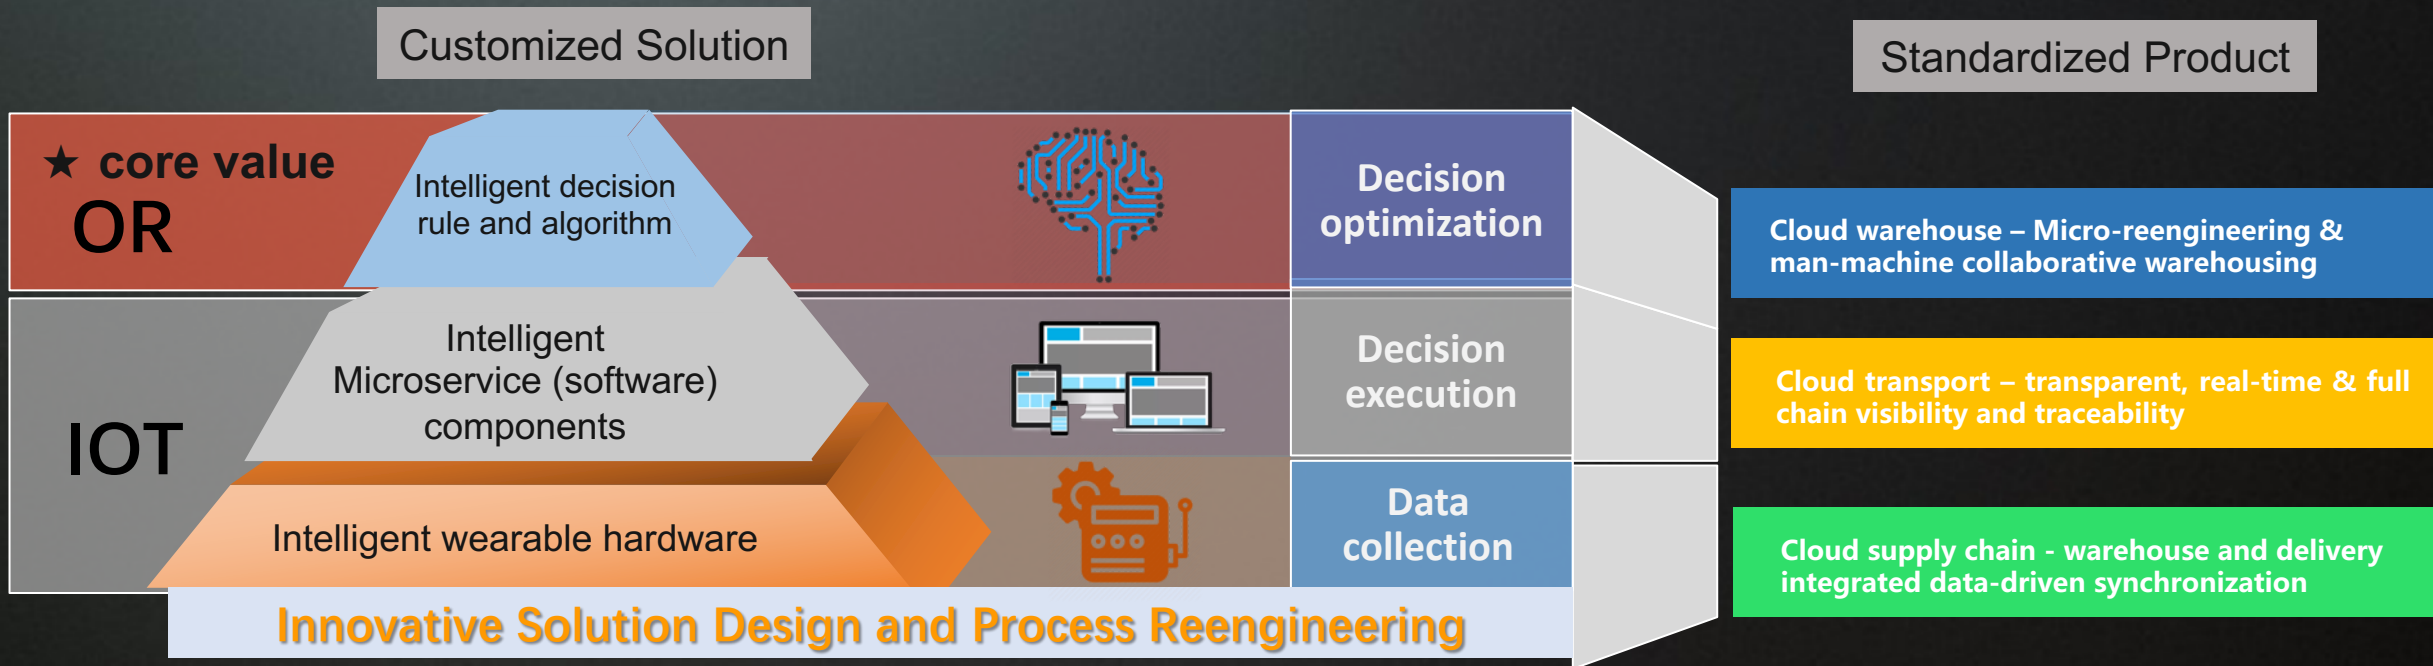 Customized Solution
Standardized Product
★ core value
OR
Intelligent decision
rule and algorithm
Decision
optimization
Cloud warehouse – Micro-reengineering &
man-machine collaborative warehousing
IOT
Intelligent
Microservice (software)
components
Decision
execution
Cloud transport – transparent, real-time & full
chain visibility and traceability
Intelligent wearable hardware
Data
collection
Cloud supply chain - warehouse and delivery
integrated data-driven synchronization
Innovative Solution Design and Process Reengineering